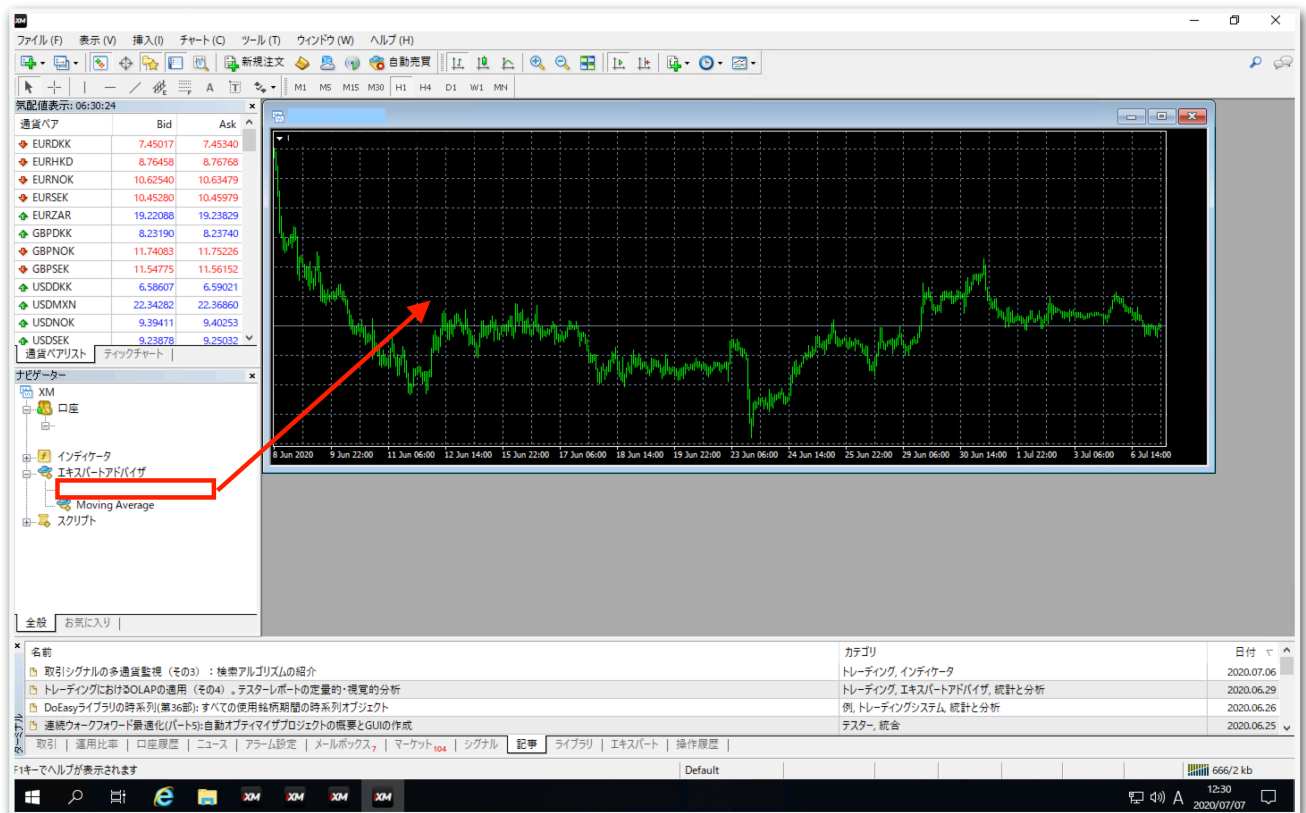 XM
ファイル (F) 表示 (V) 挿入(I) チャート (C) ツール (T) ウィンドウ (W) ヘルプ (H)
新規注文 自動売買
A T M1 M5 M15 M30 H1 H4 D1 W1 MN
気配値表示: 06:30:24
通貨ペア Bid Ask
EURDKK 7.45017 7.45340
EURHKD 8.76458 8.76768
EURNOK 10.62540 10.63479
EURSEK 10.45280 10.45979
EURZAR 19.22088 19.23829
GBPDKK 8.23190 8.23740
GBPNOK 11.74083 11.75226
GBPSEK 11.54775 11.56152
USDDKK 6.58607 6.59021
USDMXN 22.34282 22.36860
USDNOK 9.39411 9.40253
USDSEK 9.23878 9.25032
通貨ペアリスト ティックチャート
ナビゲーター
XM
口座
インディケータ
エキスパートアドバイザ
Moving Average
スクリプト
全般 お気に入り
8 Jun 2020 9 Jun 22:00 11 Jun 06:00 12 Jun 14:00 15 Jun 22:00 17 Jun 06:00 18 Jun 14:00 19 Jun 22:00 23 Jun 06:00 24 Jun 14:00 25 Jun 22:00 29 Jun 06:00 30 Jun 14:00 1 Jul 22:00 3 Jul 06:00 6 Jul 14:00
名前 カテゴリ 日付
取引シグナルの多通貨監視（その3）：検索アルゴリズムの紹介 トレーディング, インディケータ 2020.07.06
トレーディングにおけるOLAPの適用（その4）。テスターレポートの定量的・視覚的分析 トレーディング, エキスパートアドバイザ, 統計と分析 2020.06.29
DoEasyライブラリの時系列(第36部): すべての使用銘柄期間の時系列オブジェクト 例, トレーディングシステム, 統計と分析 2020.06.26
連続ウォークフォワード最適化(パート5):自動オプティマイザプロジェクトの概要とGUIの作成 テスター, 統合 2020.06.25
ターミナル
取引 運用比率 口座履歴 ニュース アラーム設定 メールボックス 7 マーケット 104 シグナル 記事 ライブラリ エキスパート 操作履歴
F1キーでヘルプが表示されます Default 666/2 kb
XM XM XM XM A 12:30
2020/07/07